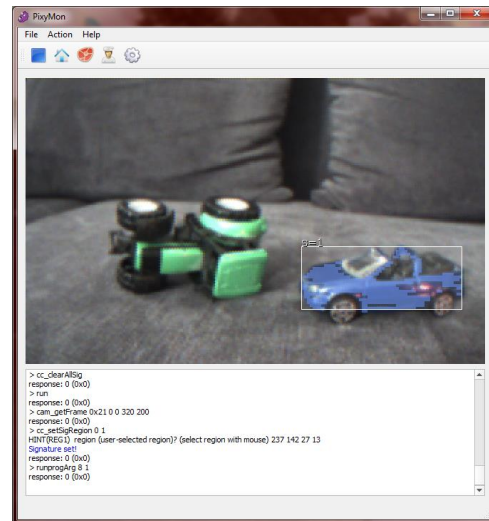 PixyMon
File Action Help
s=1
> cc_clearAllSig
response: 0 (0x0)
> run
response: 0 (0x0)
> cam_getFrame 0x21 0 0 320 200
response: 0 (0x0)
> cc_setSigRegion 0 1
HINT(REG1) region (user-selected region)? (select region with mouse) 237 142 27 13
Signature set!
response: 0 (0x0)
> runprogArg 8 1
response: 0 (0x0)